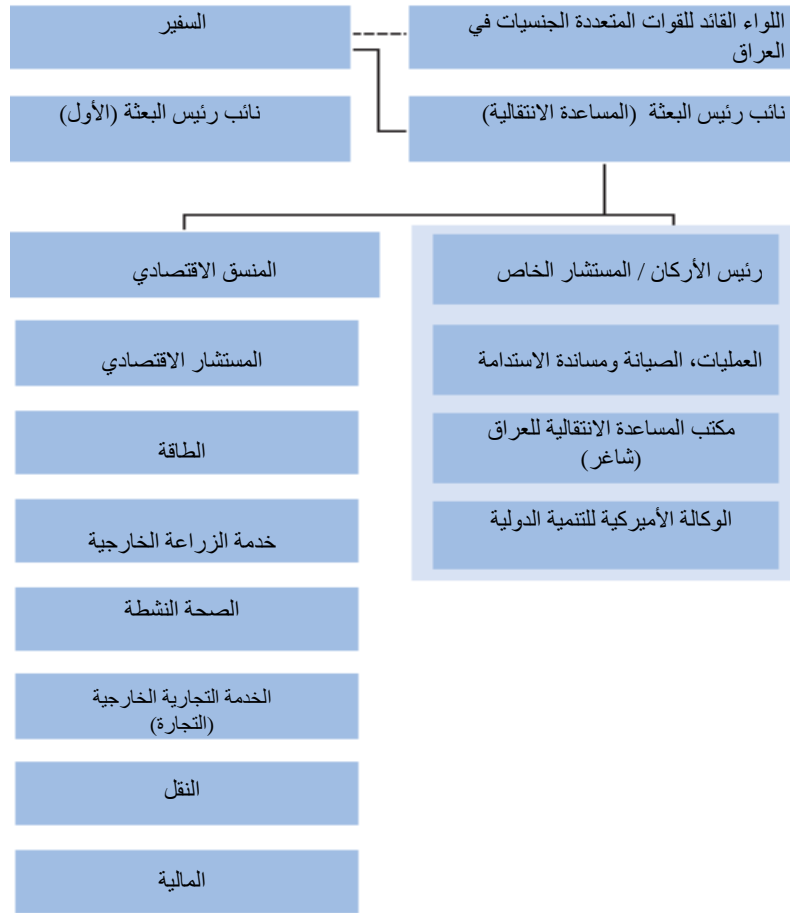 اللواء القائد للقوات المتعددة الجنسيات في
العراق
السفير
نائب رئيس البعثة (المساعدة الانتقالية)
نائب رئيس البعثة (الأول)
رئيس الأركان / المستشار الخاص
العمليات، الصيانة ومساندة الاستدامة
مكتب المساعدة الانتقالية للعراق
(شاغر)
الوكالة الأميركية للتنمية الدولية
المنسق الاقتصادي
المستشار الاقتصادي
الطاقة
خدمة الزراعة الخارجية
الصحة النشطة
الخدمة التجارية الخارجية
(التجارة)
النقل
المالية